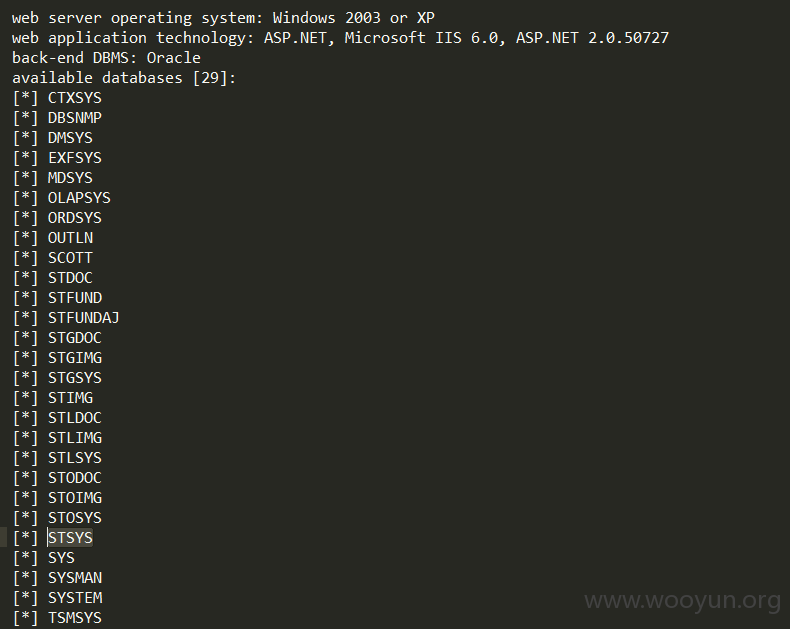 web server operating system: Windows 2003 or XP
web application technology: ASP.NET, Microsoft IIS 6.0, ASP.NET 2.0.50727
back-end DBMS: Oracle
available databases [29]:
[*] CTXSYS
[*] DBSNMP
[*] DMSYS
[*] EXFSYS
[*] MDSYS
[*] OLAPSYS
[*] ORDSYS
[*] OUTLN
[*] SCOTT
[*] STDOC
[*] STFUND
[*] STFUNDAJ
[*] STGDOC
[*] STGIMG
[*] STGSYS
[*] STIMG
[*] STLDOC
[*] STLIMG
[*] STLSYS
[*] STODOC
[*] STOIMG
[*] STOSYS
[*] STSYS
[*] SYS
[*] SYSMAN
[*] SYSTEM
[*] TSMSYS
www.wooyun.org